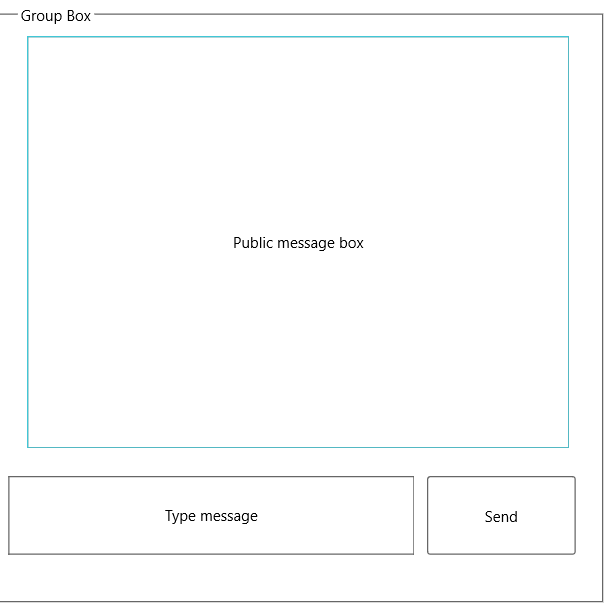 Group Box
Public message box
Type message
Send